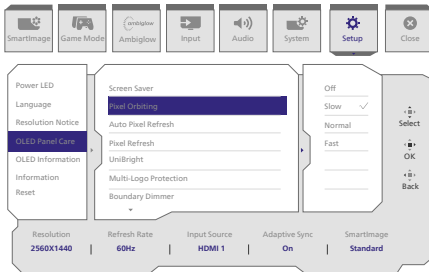 SmartImage
Game Mode
ambiglow
Ambiglow
Input
Audio
System
Setup
Close
Power LED
Language
Resolution Notice
OLED Panel Care
OLED Information
Information
Reset
Screen Saver
Pixel Orbiting
Auto Pixel Refresh
Pixel Refresh
UniBright
Multi-Logo Protection
Boundary Dimmer
Off
Slow
Normal
Fast
Select
OK
Back
Resolution
2560X1440
Refresh Rate
60Hz
Input Source
HDMI 1
Adaptive Sync
On
SmartImage
Standard